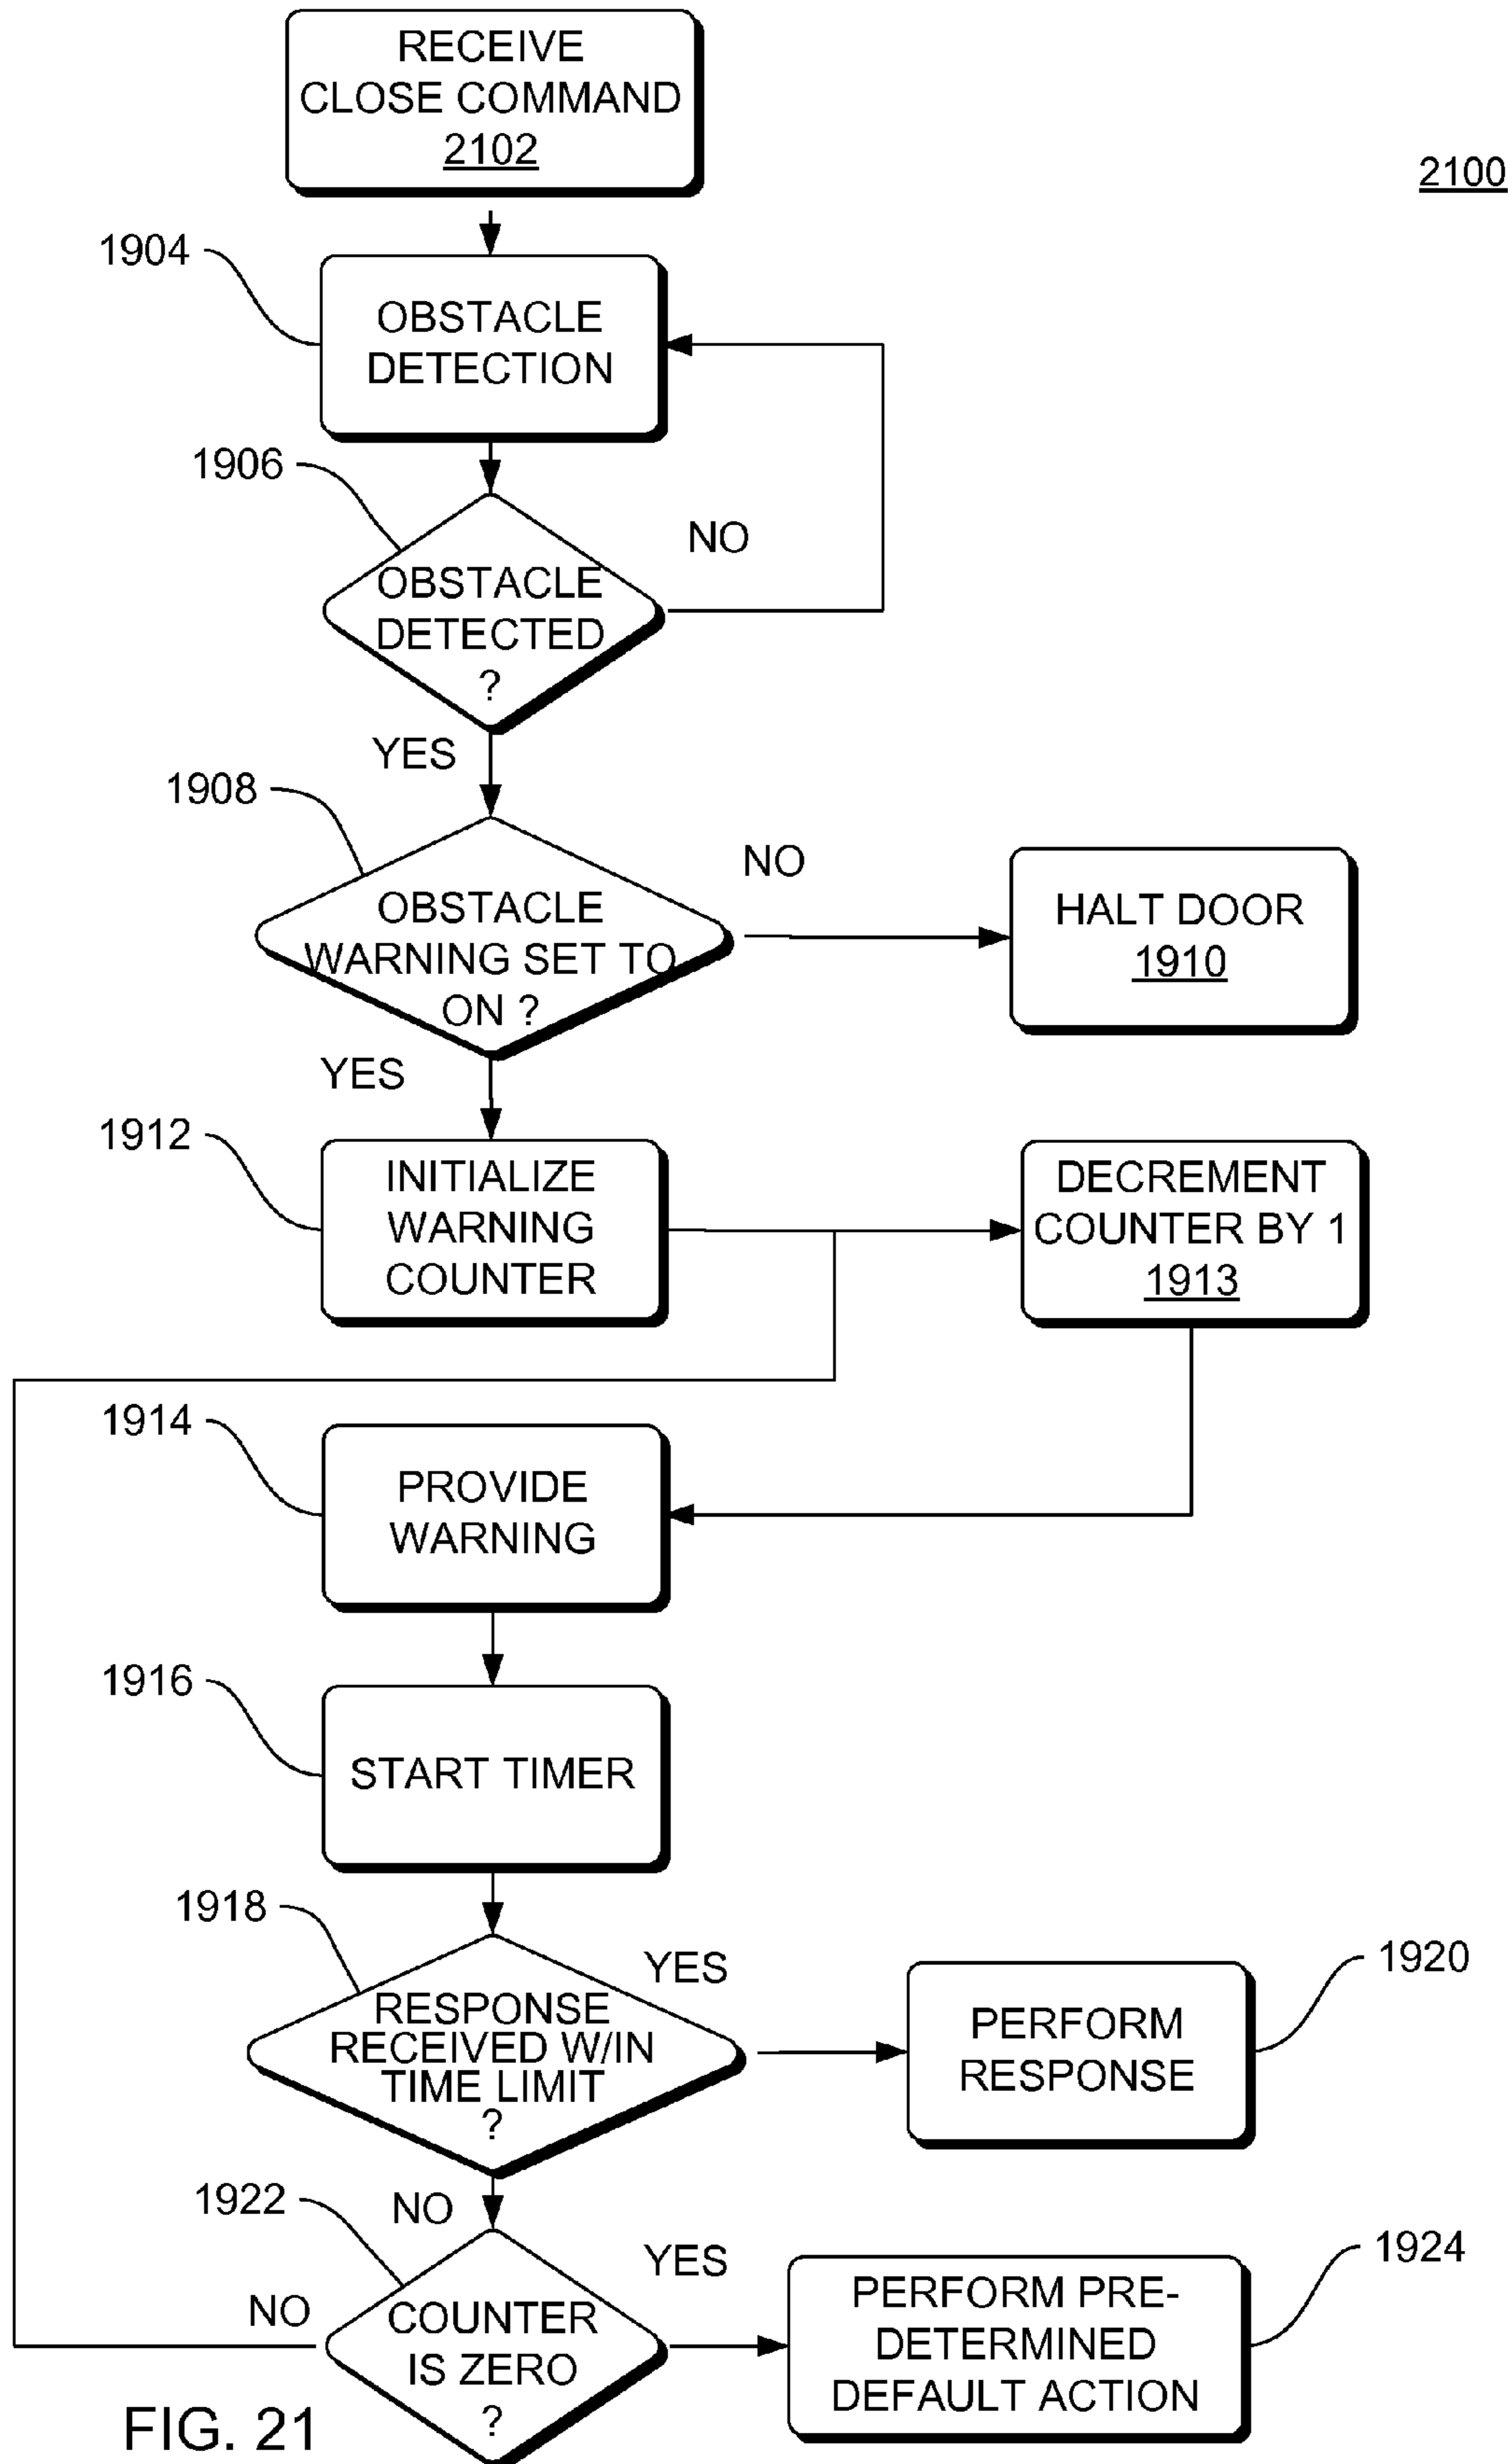 RECEIVE
CLOSE COMMAND
2102
2100
1904
OBSTACLE
DETECTION
1906
NO
OBSTACLE
DETECTED
?
YES
1908
NO
OBSTACLE
WARNING SET TO
ON ?
HALT DOOR
1910
YES
1912
INITIALIZE
WARNING
COUNTER
DECREMENT
COUNTER BY 1
1913
1914
PROVIDE
WARNING
1916
START TIMER
1918
YES
RESPONSE
RECEIVED W/IN
TIME LIMIT
?
1920
PERFORM
RESPONSE
1922
NO
YES
NO
COUNTER
IS ZERO
?
1924
PERFORM PRE-
DETERMINED
DEFAULT ACTION
FIG. 21